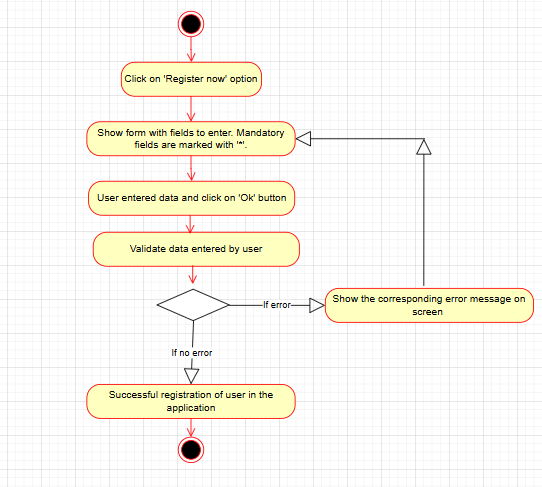 Click on 'Register now' option
Show form with fields to enter. Mandatory
fields are marked with '*'.
User entered data and click on 'Ok' button
Validate data entered by user
If error
Show the corresponding error message on
screen
If no error
Successful registration of user in the
application